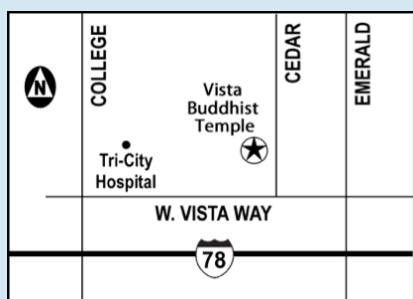 N
COLLEGE
CEDAR
EMERALD
Vista
Buddhist
Temple
Tri-City
Hospital
W. VISTA WAY
78